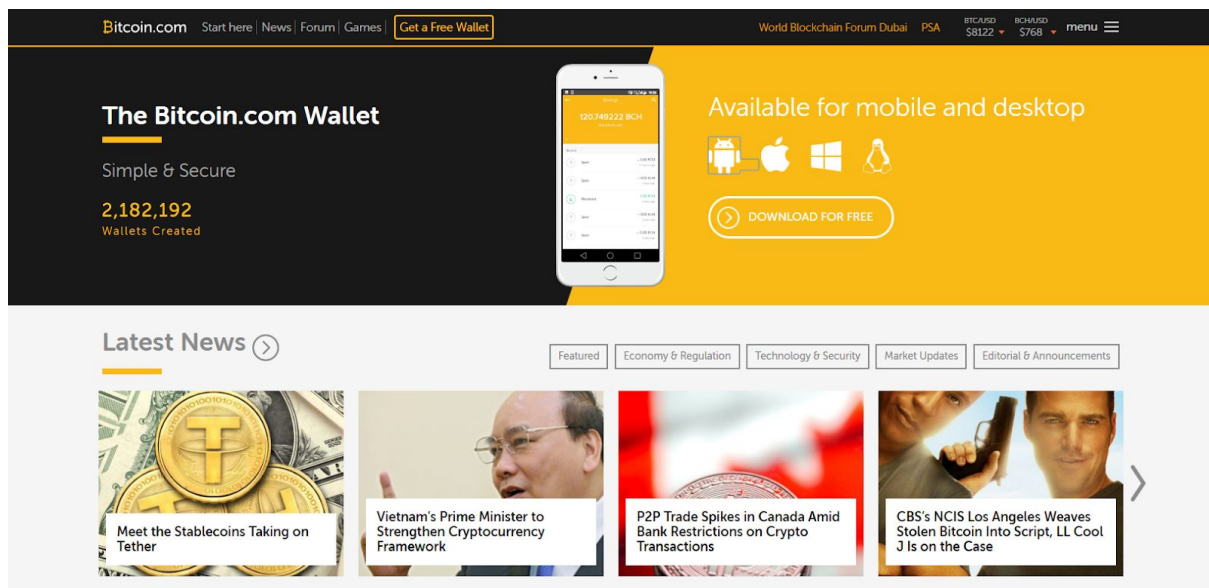 Bitcoin.com Start here News Forum Games Get a Free Wallet World Blockchain Forum Dubai PSA BTC/USD $8122 BCH/USD $768 menu
The Bitcoin.com Wallet
Simple & Secure
2,182,192
Wallets Created
120.749222 BCH
Available for mobile and desktop
DOWNLOAD FOR FREE
Latest News
Featured Economy & Regulation Technology & Security Market Updates Editorial & Announcements
Meet the Stablecoins Taking on
Tether
Vietnam's Prime Minister to
Strengthen Cryptocurrency
Framework
P2P Trade Spikes in Canada Amid
Bank Restrictions on Crypto
Transactions
CBS's NCIS Los Angeles Weaves
Stolen Bitcoin Into Script, LL Cool
J Is on the Case